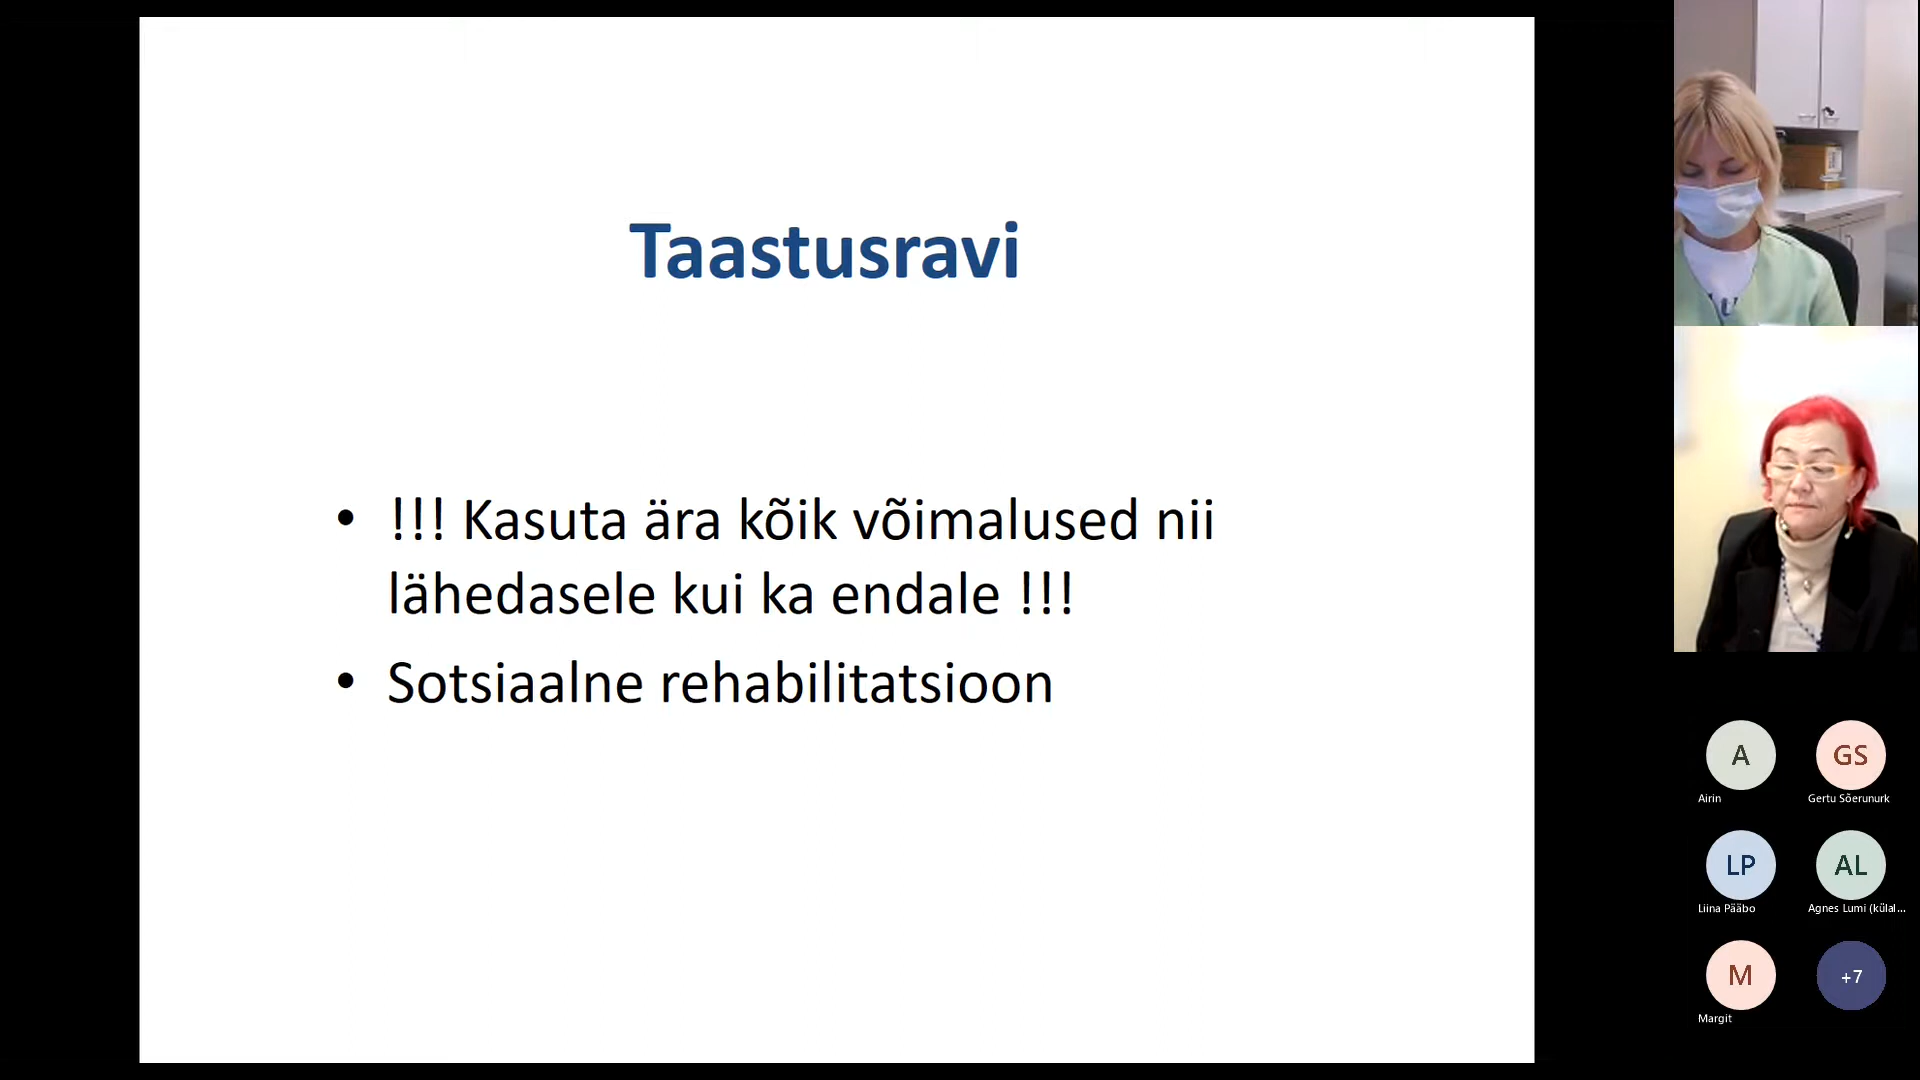 Taastusravi
• !!! Kasuta ära kõik võimalused nii
lähedasele kui ka endale !!!
• Sotsiaalne rehabilitatsioon
A
Airin
GS
Gertu Sõerunurk
LP
Liina Pääbo
AL
Agnes Lumi (külal...
M
Margit
+7